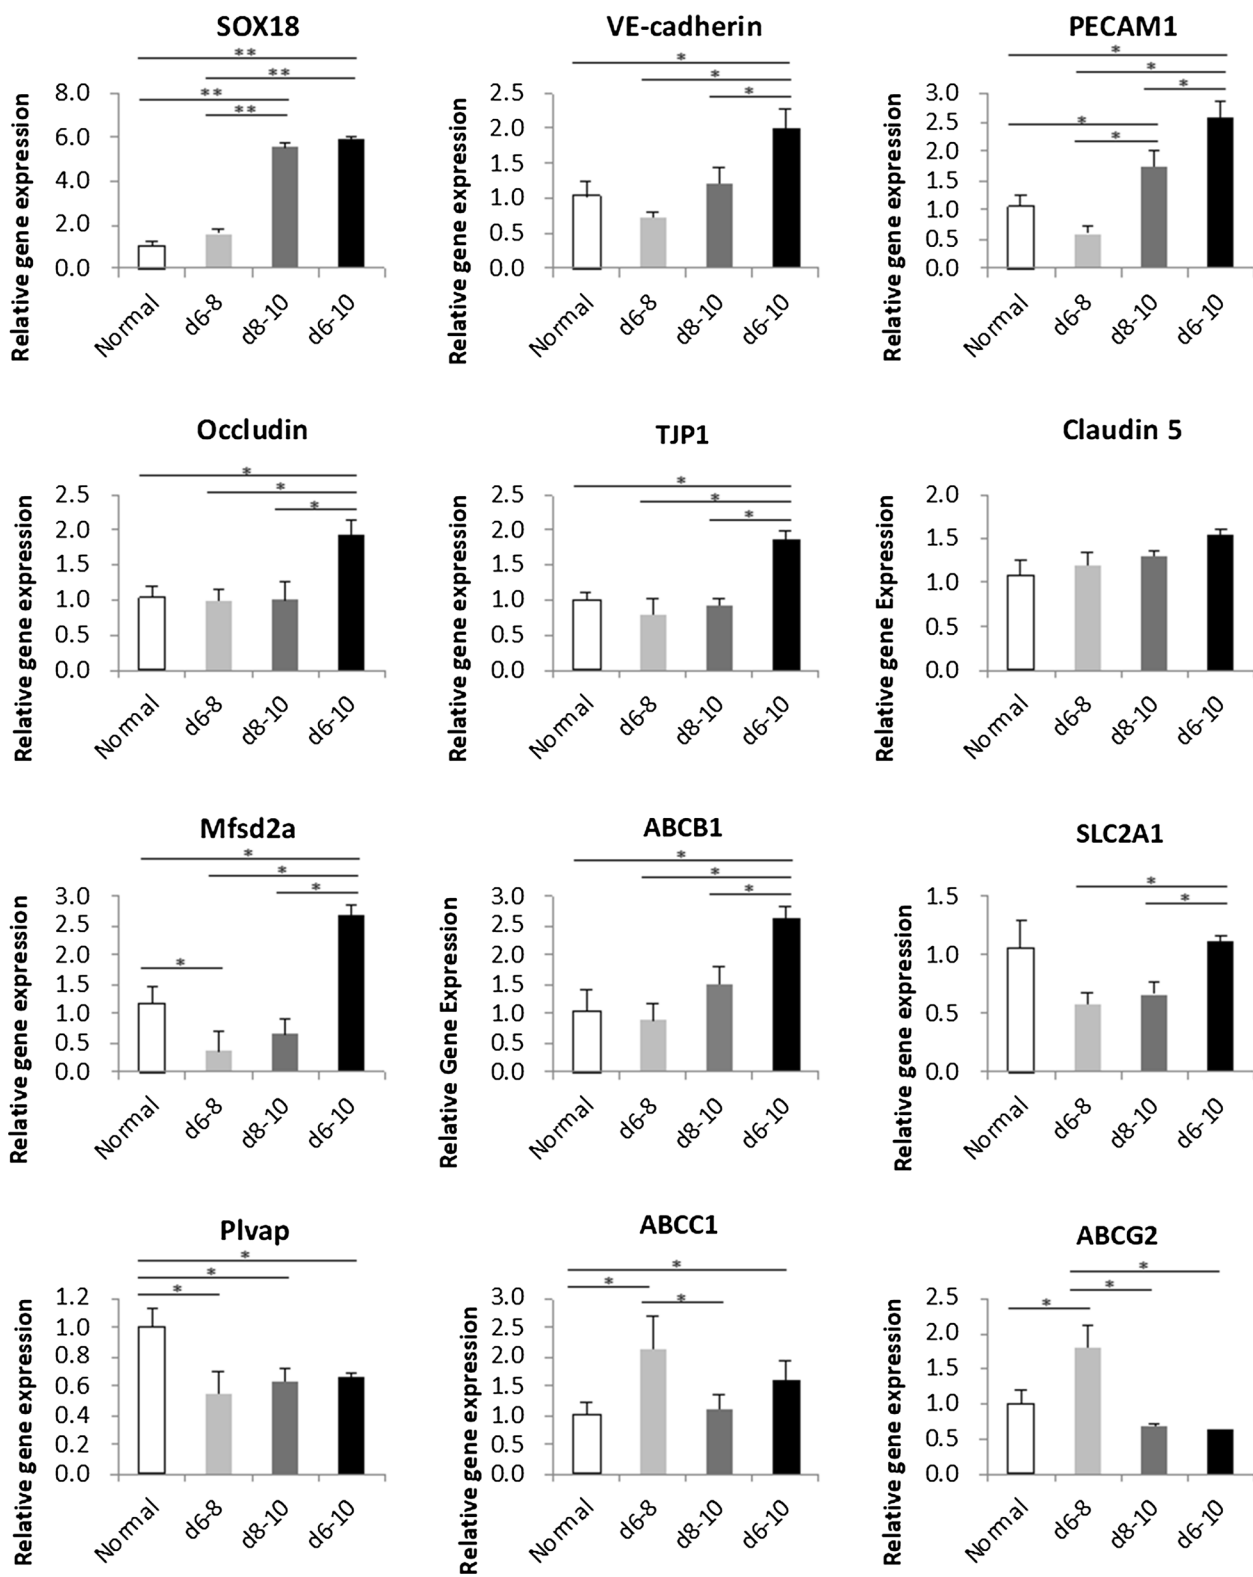 SOX18
**
**
**
**
Relative gene expression
8.0
6.0
4.0
2.0
0.0
Normal
d6-8
d8-10
d6-10
VE-cadherin
*
*
*
Relative gene expression
2.5
2.0
1.5
1.0
0.5
0.0
Normal
d6-8
d8-10
d6-10
PECAM1
*
*
*
*
*
Relative gene expression
3.0
2.5
2.0
1.5
1.0
0.5
0.0
Normal
d6-8
d8-10
d6-10
Occludin
*
*
*
Relative gene expression
2.5
2.0
1.5
1.0
0.5
0.0
Normal
d6-8
d8-10
d6-10
TJP1
*
*
*
Relative gene expression
2.5
2.0
1.5
1.0
0.5
0.0
Normal
d6-8
d8-10
d6-10
Claudin 5
Relative gene Expression
2.0
1.5
1.0
0.5
0.0
Normal
d6-8
d8-10
d6-10
Mfsd2a
*
*
*
*
Relative gene expression
3.0
2.5
2.0
1.5
1.0
0.5
0.0
Normal
d6-8
d8-10
d6-10
ABCB1
*
*
*
Relative Gene Expression
3.0
2.5
2.0
1.5
1.0
0.5
0.0
Normal
d6-8
d8-10
d6-10
SLC2A1
*
*
Relative gene expression
1.5
1.0
0.5
0.0
Normal
d6-8
d8-10
d6-10
Plvap
*
*
*
Relative gene expression
1.2
1.0
0.8
0.6
0.4
0.2
0.0
Normal
d6-8
d8-10
d6-10
ABCC1
*
*
*
Relative gene expression
3.0
2.5
2.0
1.5
1.0
0.5
0.0
Normal
d6-8
d8-10
d6-10
ABCG2
*
*
*
Relative gene expression
2.5
2.0
1.5
1.0
0.5
0.0
Normal
d6-8
d8-10
d6-10